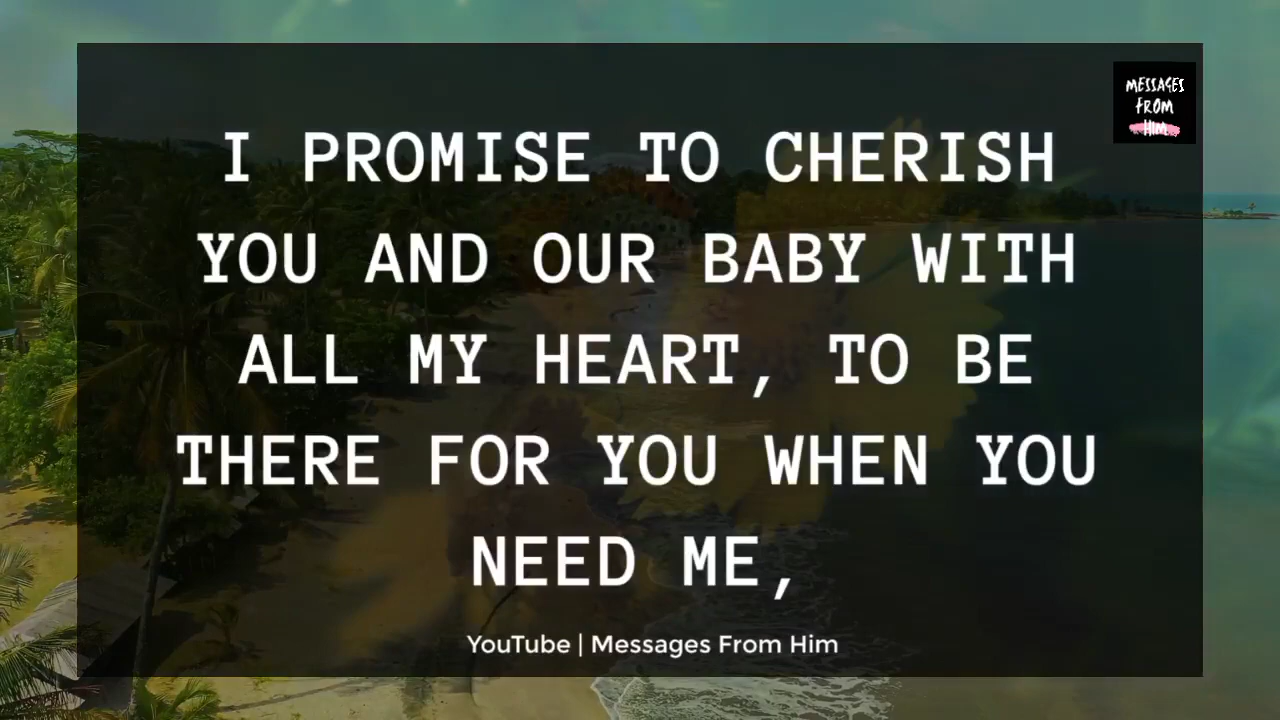 MESSAGES
FROM
HIM
I PROMISE TO CHERISH
YOU AND OUR BABY WITH
ALL MY HEART, TO BE
THERE FOR YOU WHEN YOU
NEED ME,
YouTube | Messages From Him